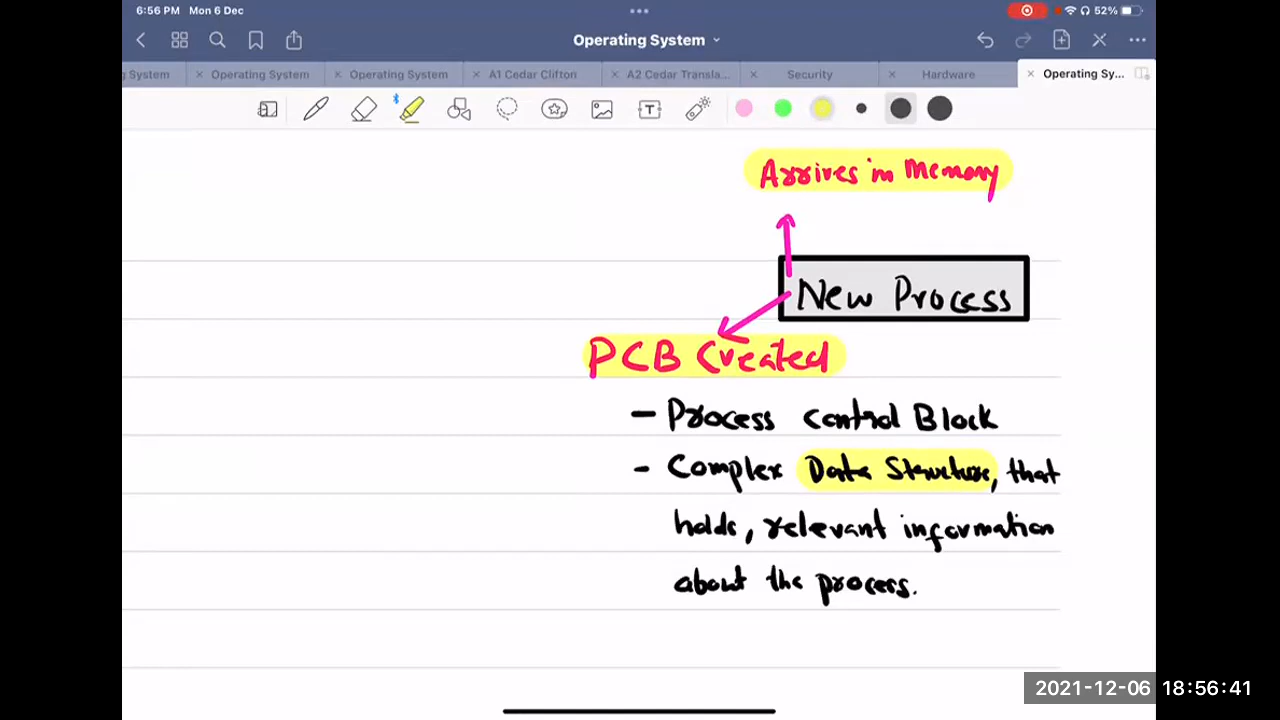 6:56 PM Mon 6 Dec
52%
Operating System
g System
Operating System
Operating System
A1 Cedar Clifton
A2 Cedar Transla...
Security
Hardware
Operating Sy...
Arrives in Memory
New Process
PCB Created
- Process Control Block
- Complex Data Structure, that
holds, relevant information
about the process.
2021-12-06 18:56:41